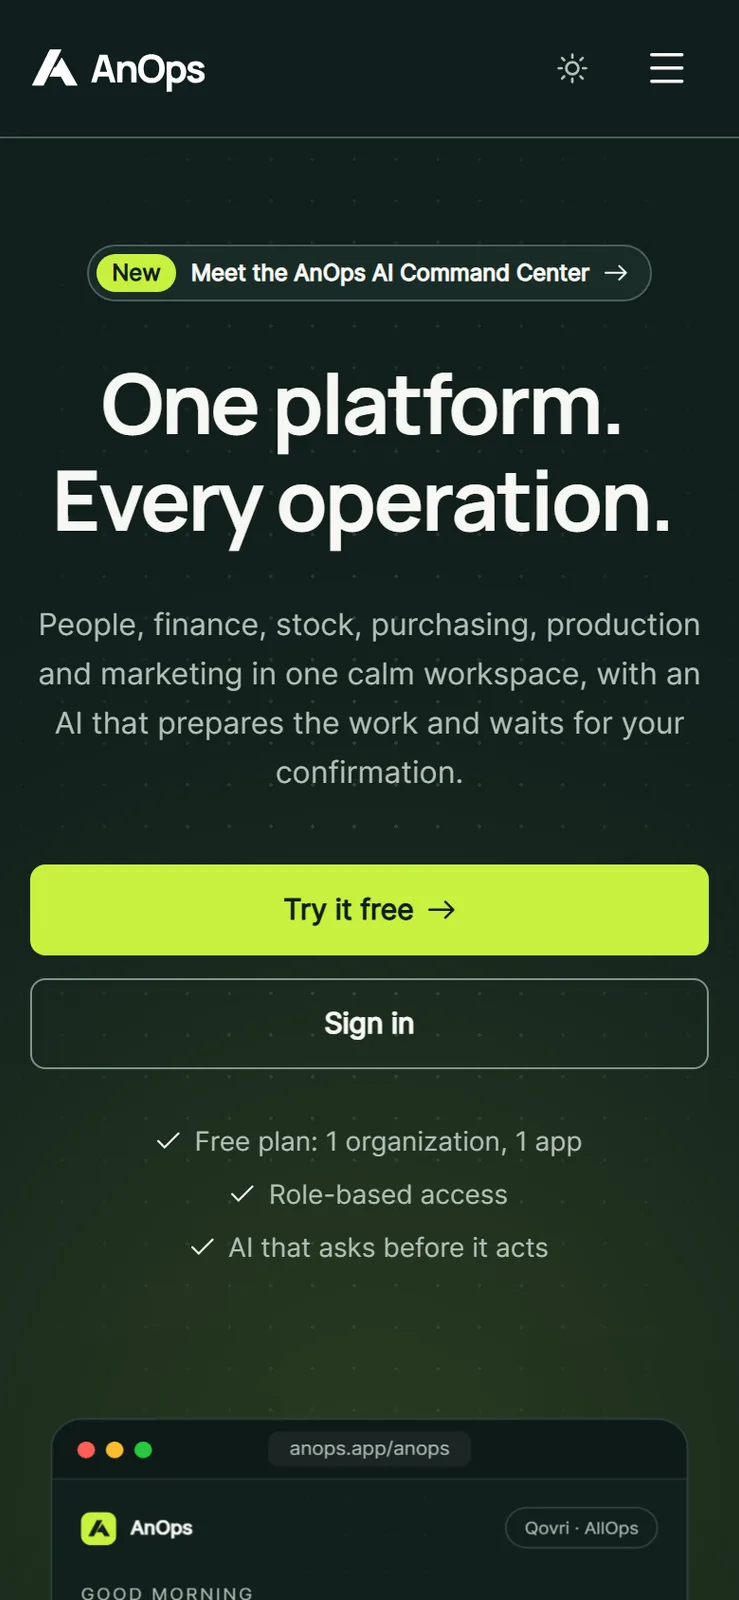 AnOps
New Meet the AnOps AI Command Center →
One platform.
Every operation.
People, finance, stock, purchasing, production
and marketing in one calm workspace, with an
AI that prepares the work and waits for your
confirmation.
Try it free →
Sign in
✓ Free plan: 1 organization, 1 app
✓ Role-based access
✓ AI that asks before it acts
anops.app/anops
AnOps
Qovri · AllOps
GOOD MORNING